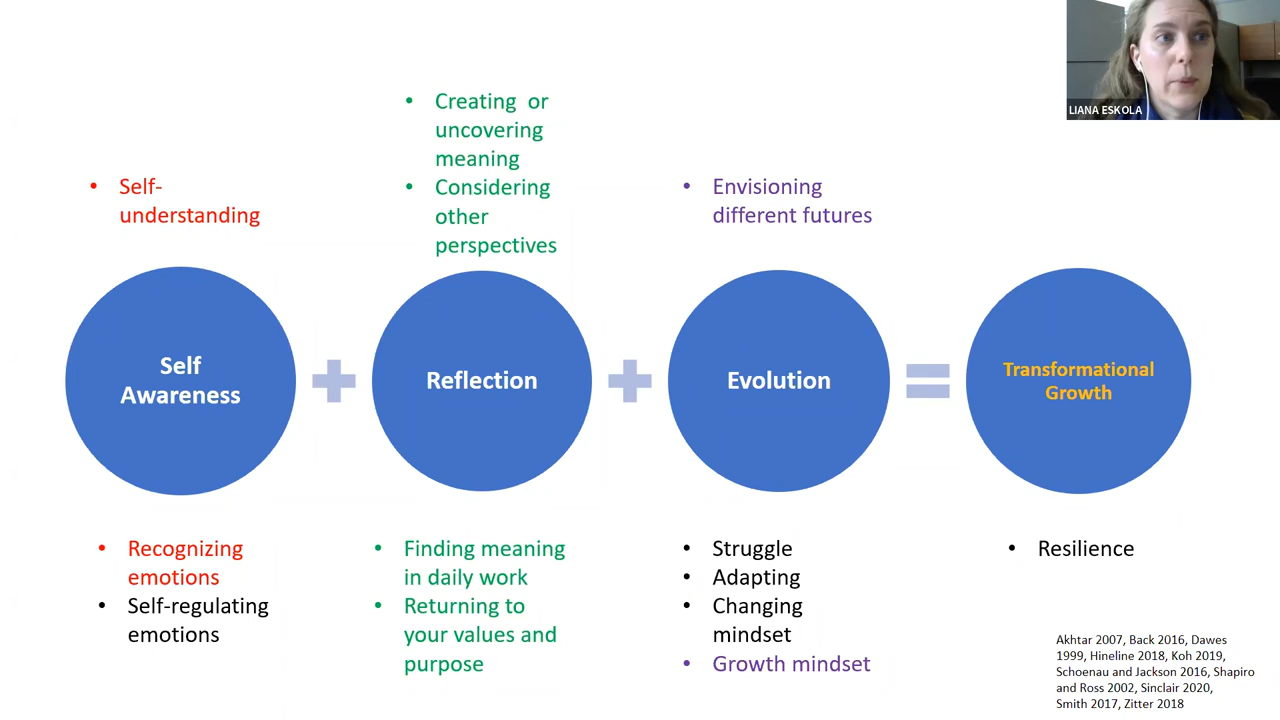 LIANA ESKOLA
• Self-
understanding
• Creating or
uncovering
meaning
• Considering
other
perspectives
• Envisioning
different futures
Self
Awareness
Reflection
Evolution
Transformational
Growth
• Recognizing
emotions
• Self-regulating
emotions
• Finding meaning
in daily work
• Returning to
your values and
purpose
• Struggle
• Adapting
• Changing
mindset
• Growth mindset
• Resilience
Akhtar 2007, Back 2016, Dawes
1999, Hineline 2018, Koh 2019,
Schoenau and Jackson 2016, Shapiro
and Ross 2002, Sinclair 2020,
Smith 2017, Zitter 2018